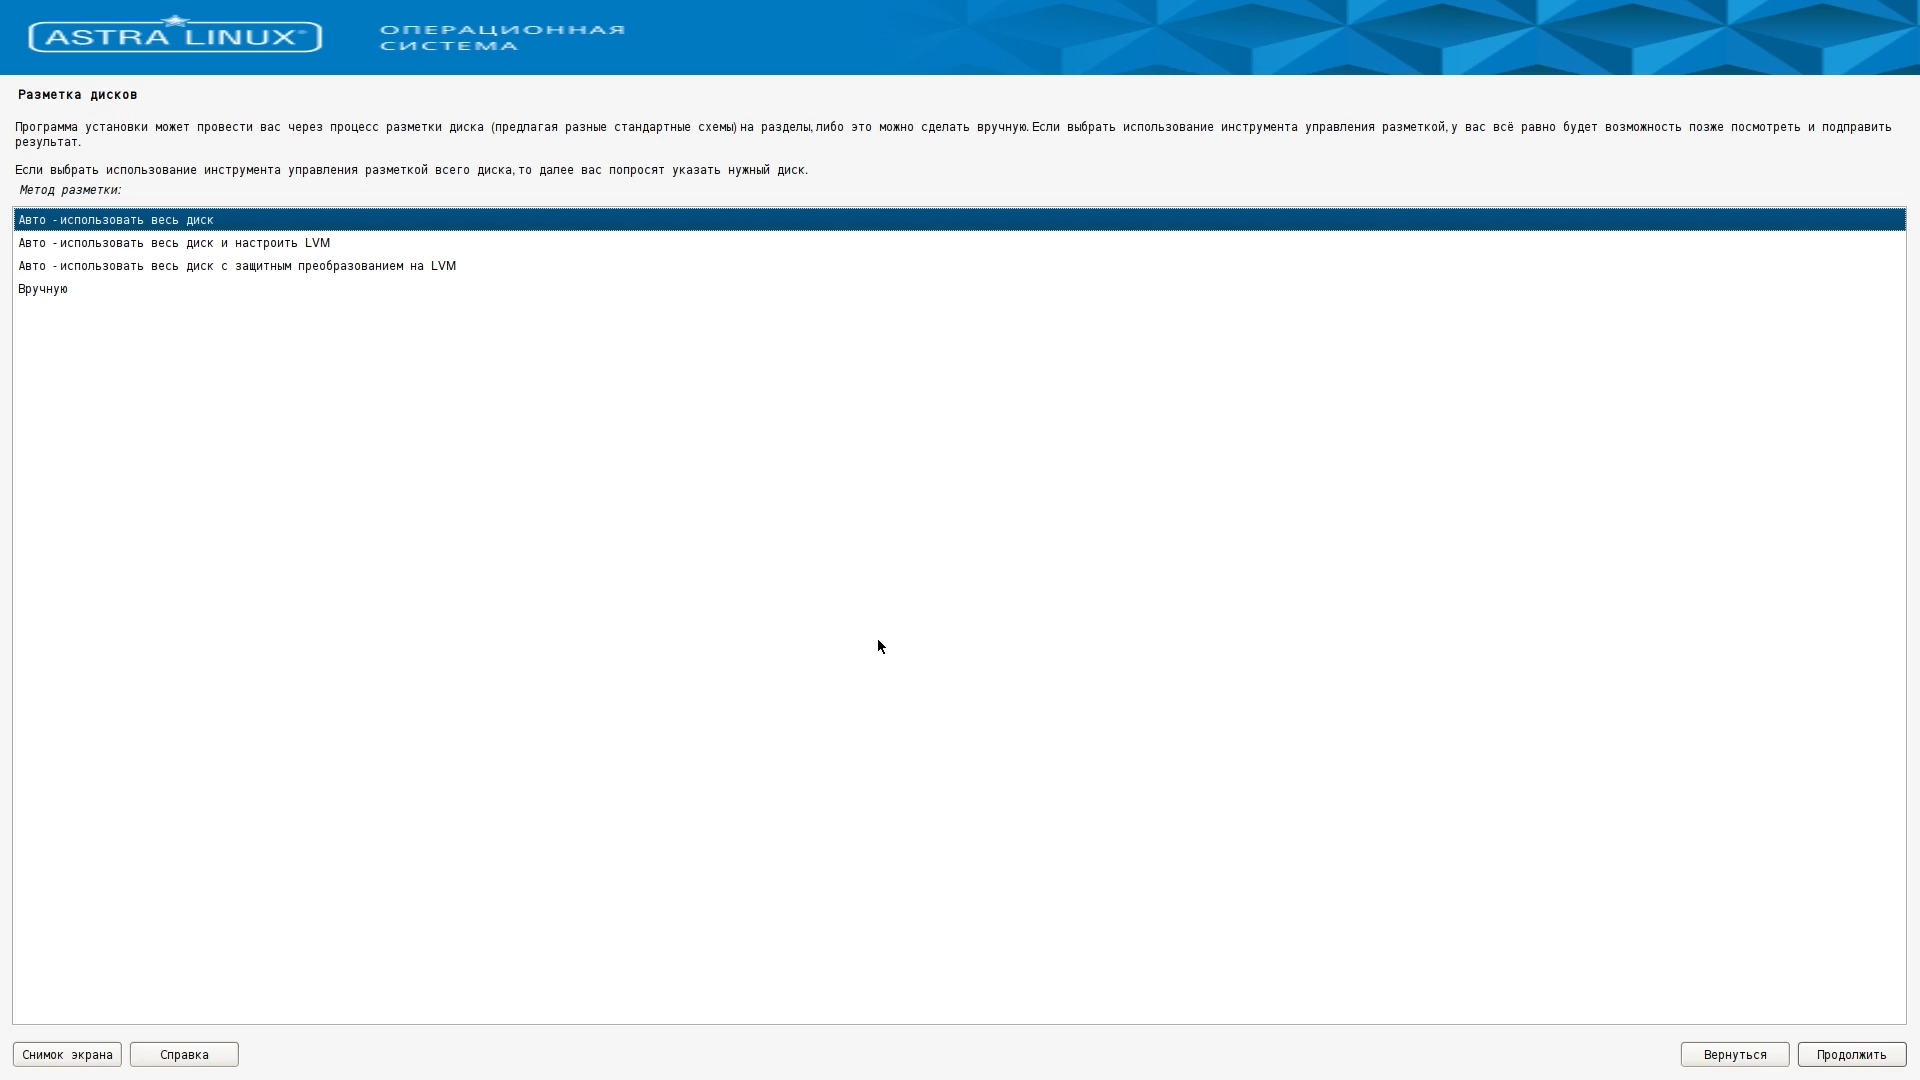 ASTRA LINUX®
ОПЕРАЦИОННАЯ
СИСТЕМА
Разметка дисков
Программа установки может провести вас через процесс разметки диска (предлагая разные стандартные схемы) на разделы, либо это можно сделать вручную. Если выбрать использование инструмента управления разметкой, у вас всё равно будет возможность позже посмотреть и подправить
результат.
Если выбрать использование инструмента управления разметкой всего диска, то далее вас попросят указать нужный диск.
Метод разметки:
Авто - использовать весь диск
Авто - использовать весь диск и настроить LVM
Авто - использовать весь диск с защитным преобразованием на LVM
Вручную
Снимок экрана
Справка
Вернуться
Продолжить